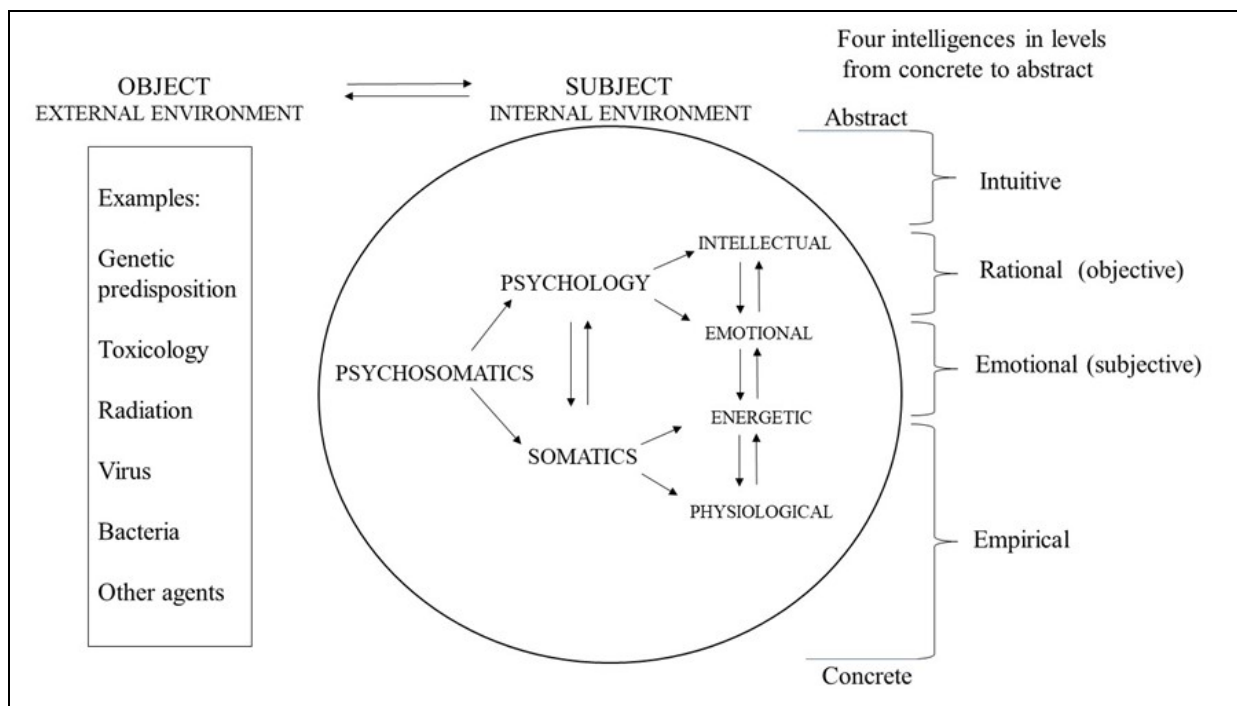 Four intelligences in levels
from concrete to abstract
OBJECT
EXTERNAL ENVIRONMENT
SUBJECT
INTERNAL ENVIRONMENT
Examples:
Genetic
predisposition
Toxicology
Radiation
Virus
Bacteria
Other agents
PSYCHOSOMATICS
PSYCHOLOGY
SOMATICS
INTELLECTUAL
EMOTIONAL
ENERGETIC
PHYSIOLOGICAL
Abstract
Intuitive
Rational (objective)
Emotional (subjective)
Empirical
Concrete